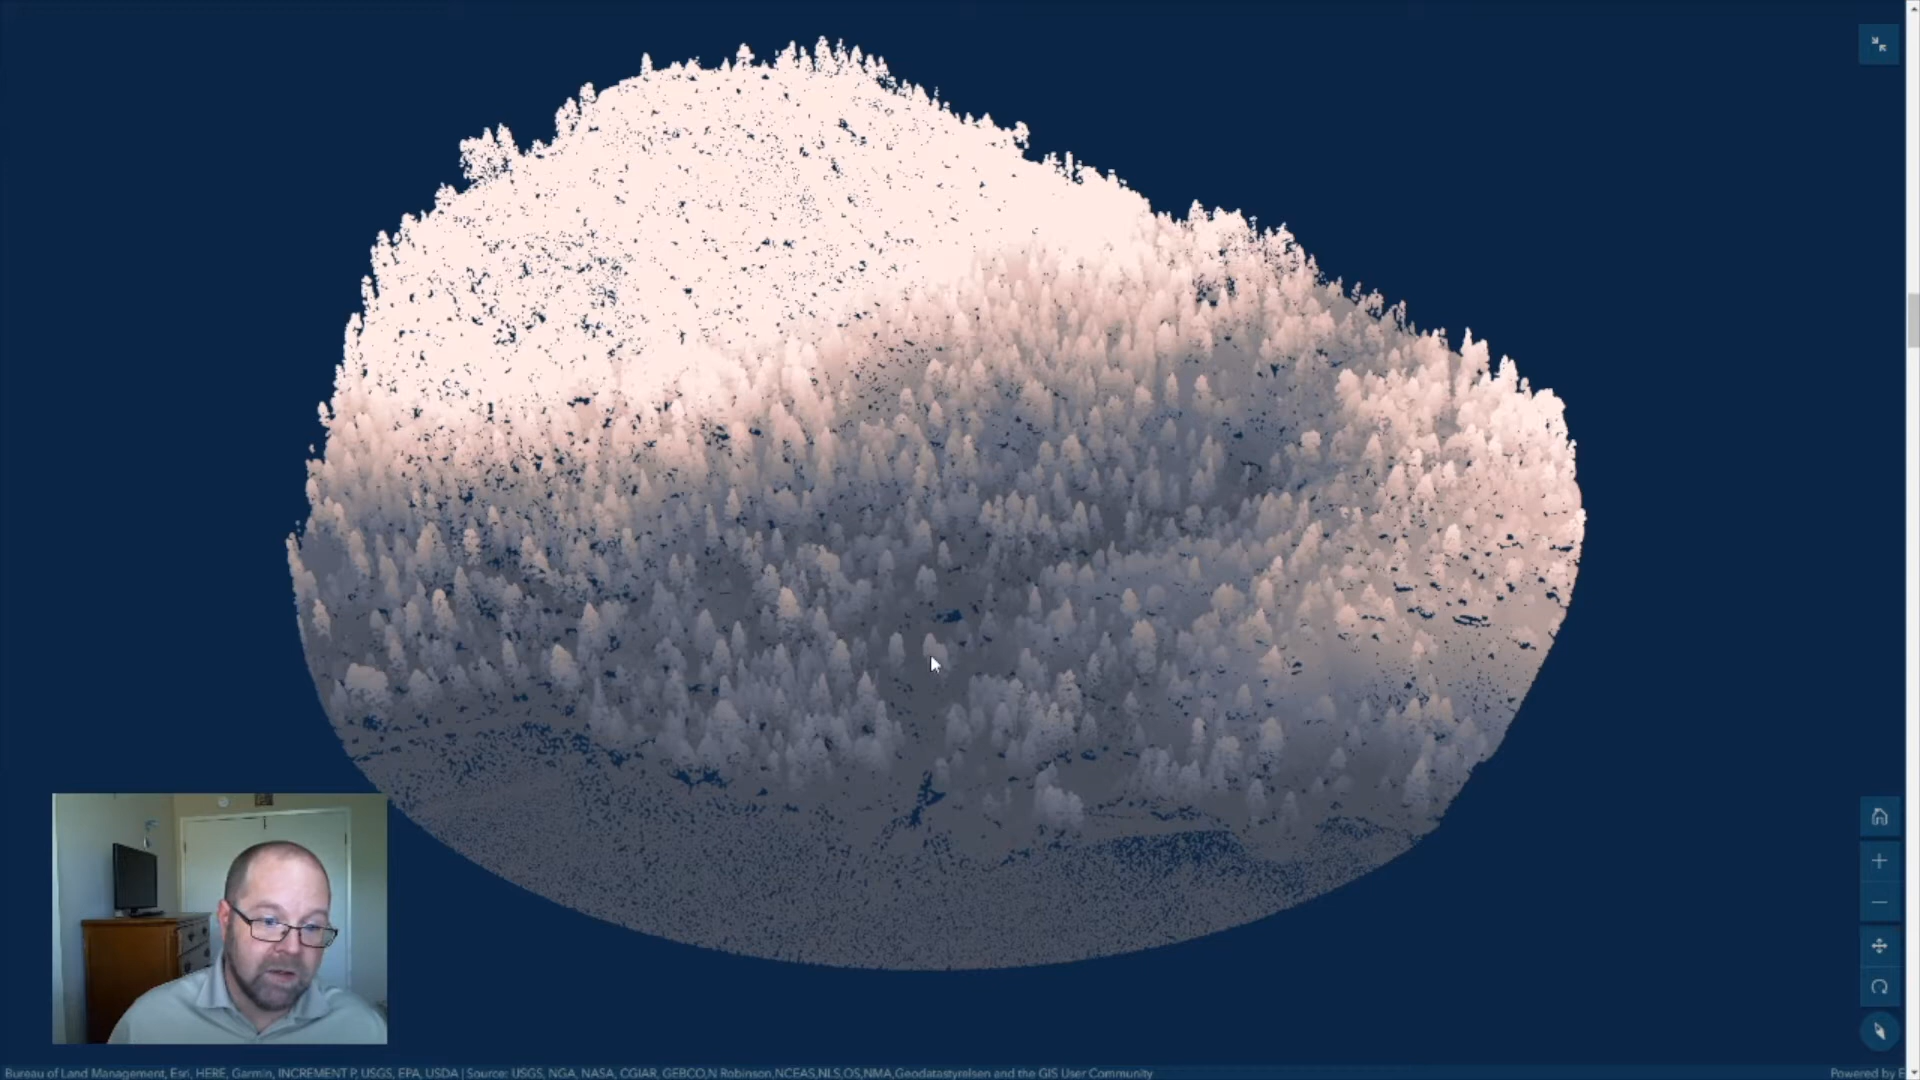 Bureau of Land Management, Esri, HERE, Garmin, INCREMENT P, USGS, EPA, USDA | Source: USGS, NGA, NASA, CGIAR, GEBCO,N Robinson,NCEAS,NLS,OS,NMA,Geodatastyrelsen and the GIS User Community
Powered by E